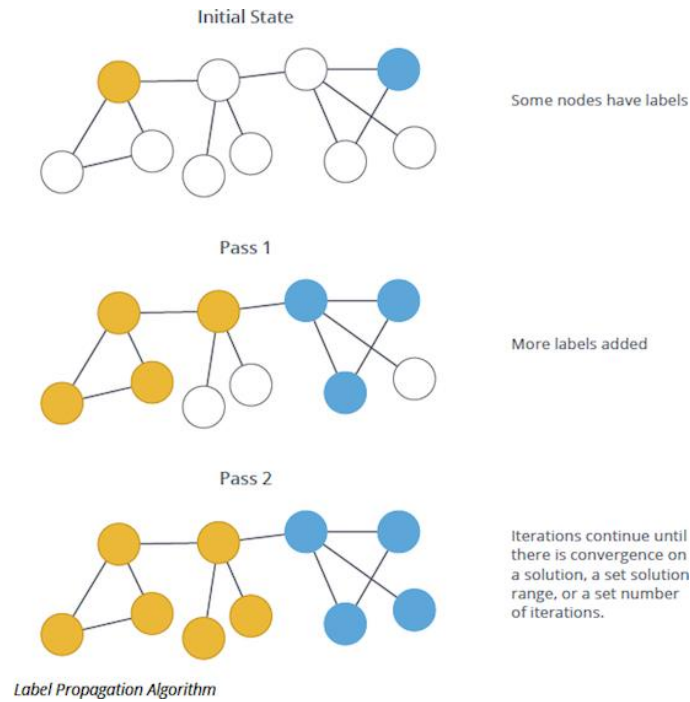 Initial State
Some nodes have labels
Pass 1
More labels added
Pass 2
Iterations continue until
there is convergence on
a solution, a set solution
range, or a set number
of iterations.
Label Propagation Algorithm